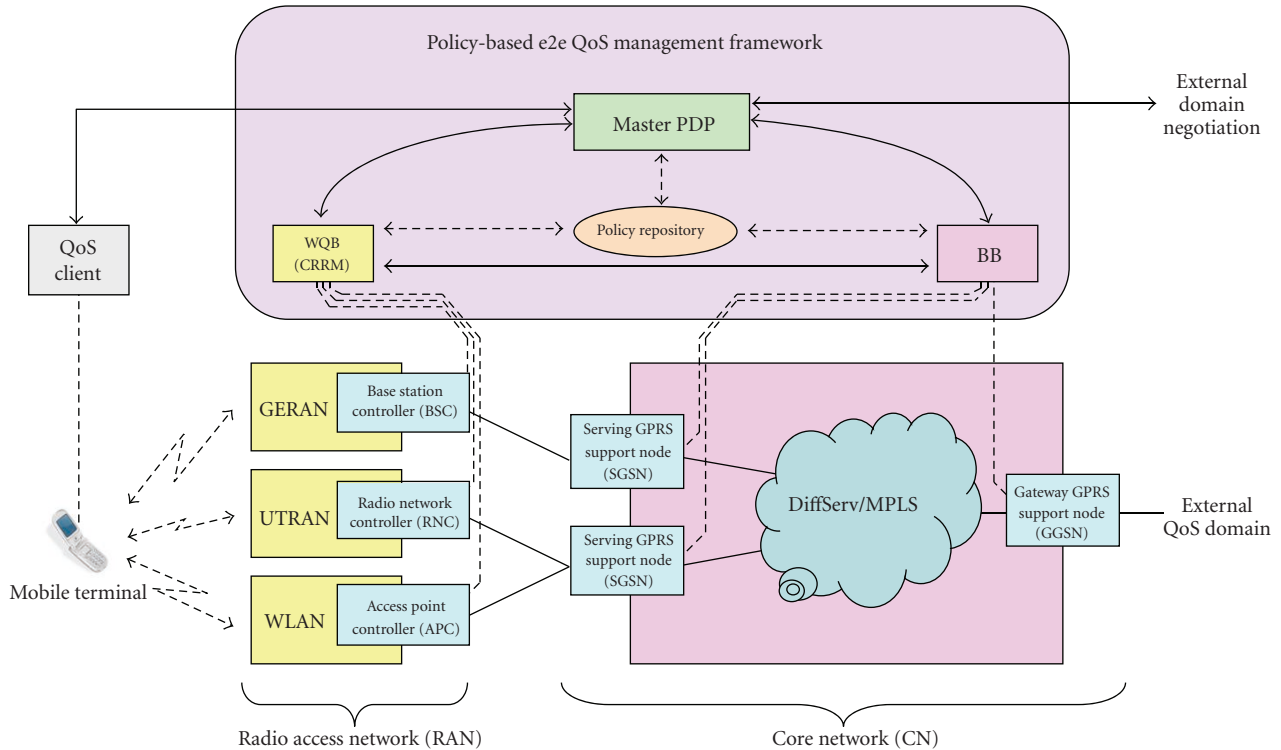 Policy-based e2e QoS management framework
External
domain
negotiation
Master PDP
QoS
client
WQB
(CRRM)
Policy repository
BB
GERAN
Base station
controller (BSC)
Serving GPRS
support node
(SGSN)
UTRAN
Radio network
controller (RNC)
DiffServ/MPLS
Gateway GPRS
support node
(GGSN)
External
QoS domain
Serving GPRS
support node
(SGSN)
Mobile terminal
WLAN
Access point
controller (APC)
Radio access network (RAN)
Core network (CN)